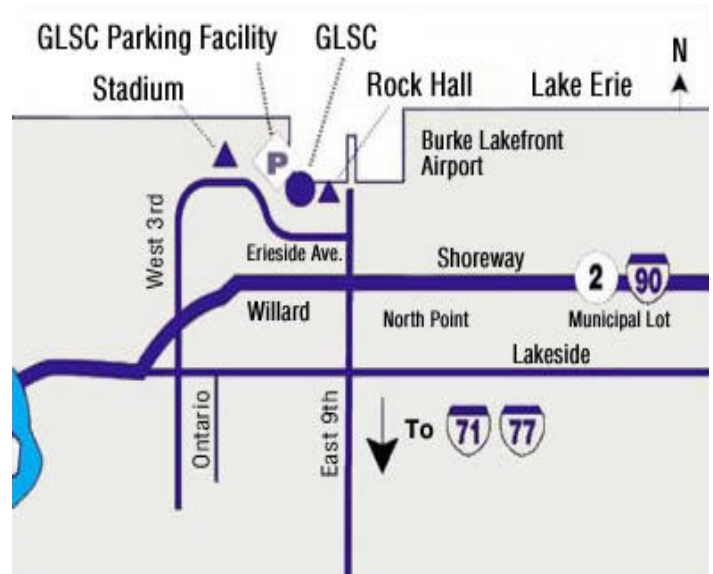 GLSC Parking Facility
GLSC
N
Stadium
Rock Hall
Lake Erie
P
Burke Lakefront
Airport
West 3rd
Erieside Ave.
Shoreway
2
90
Willard
North Point
Municipal Lot
Lakeside
Ontario
East 9th
To
71
77